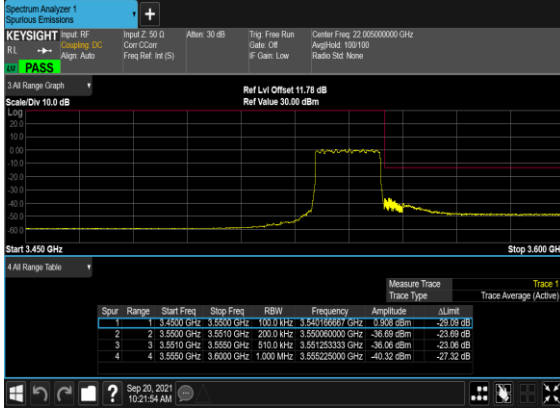 Spectrum Analyzer 1
Spurious Emissions
+
KEYSIGHT
RL
PASS
Input: RF
Coupling: DC
Align: Auto
Input Z: 50 Ω
Corr CCorr
Freq Ref: Int (S)
Atten: 30 dB
Trig: Free Run
Gate: Off
IF Gain: Low
Center Freq: 22.005000000 GHz
Avg|Hold: 100/100
Radio Std: None
3 All Range Graph
Scale/Div 10.0 dB
Ref Lvl Offset 11.78 dB
Ref Value 30.00 dBm
Log
20.0
10.0
0.00
-10.0
-20.0
-30.0
-40.0
-50.0
-60.0
Start 3.450 GHz
Stop 3.600 GH
4 All Range Table
Measure Trace Trace 1
Trace Type Trace Average (Active)
Spur Range Start Freq Stop Freq RBW Frequency Amplitude ΔLimit
1 1 3.4500 GHz 3.5500 GHz 100.0 kHz 3.540166667 GHz 0.908 dBm -29.09 dB
2 2 3.5500 GHz 3.5510 GHz 200.0 kHz 3.550060000 GHz -36.69 dBm -23.69 dB
3 3 3.5510 GHz 3.5550 GHz 510.0 kHz 3.551253333 GHz -36.06 dBm -23.06 dB
4 4 3.5550 GHz 3.6000 GHz 1.000 MHz 3.555225000 GHz -40.32 dBm -27.32 dB
?
Sep 20, 2021
10:21:54 AM